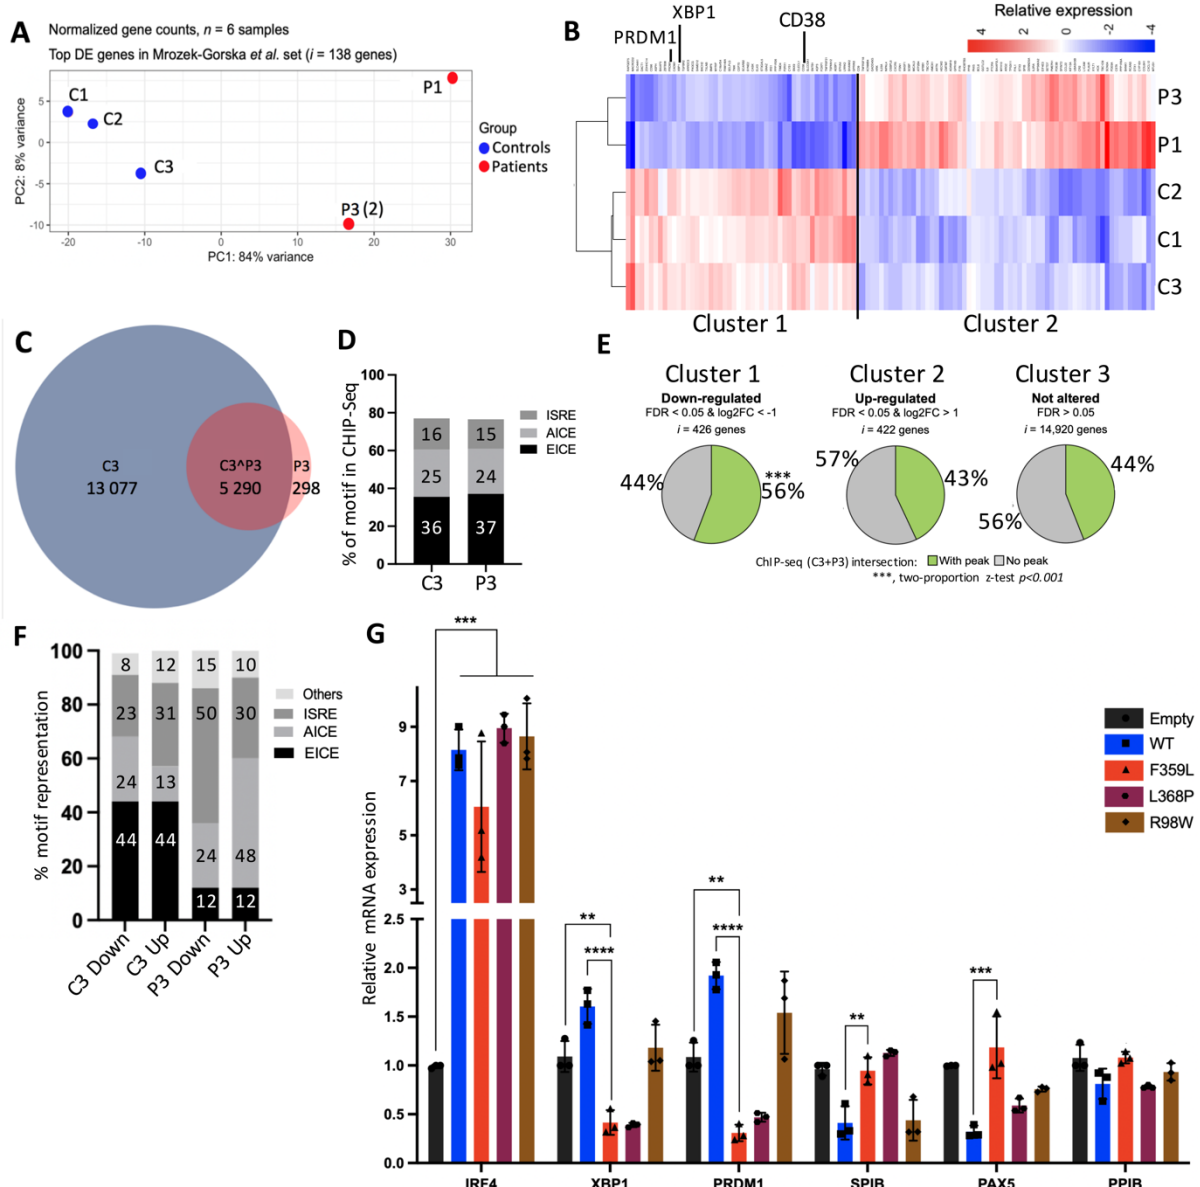 A
Normalized gene counts, n = 6 samples
Top DE genes in Mrozek-Gorska et al. set (i = 138 genes)
C1
C2
C3
P1
P3 (2)
5
0
-5
-10
PC2: 8% variance
-20
-10
0
10
20
30
PC1: 84% variance
Group
Controls
Patients
B
PRDM1
XBP1
CD38
Relative expression
4
2
0
-2
-4
P3
P1
C2
C1
C3
Cluster 1
Cluster 2
C
C3
13 077
C3^P3
5 290
P3
298
D
% of motif in CHIP-Seq
100
80
60
40
20
0
16
15
25
24
36
37
C3
P3
ISRE
AICE
EICE
E
Cluster 1
Down-regulated
FDR < 0.05 & log2FC < -1
i = 426 genes
44%
***
56%
Cluster 2
Up-regulated
FDR < 0.05 & log2FC > 1
i = 422 genes
57%
43%
Cluster 3
Not altered
FDR > 0.05
i = 14,920 genes
44%
56%
ChIP-seq (C3+P3) intersection:
With peak
No peak
***, two-proportion z-test p<0.001
F
% motif representation
100
80
60
40
20
0
8
12
15
10
23
31
50
30
24
13
24
48
44
44
12
12
C3 Down
C3 Up
P3 Down
P3 Up
Others
ISRE
AICE
EICE
G
Relative mRNA expression
9
7
5
3
2.5
2.0
1.5
1.0
0.5
0.0
***
**
****
**
****
**
***
IRF4
XBP1
PRDM1
SPIB
PAX5
PPIB
Empty
WT
F359L
L368P
R98W